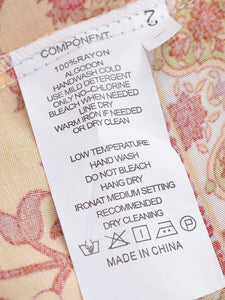 2
COMPONENT
100%RAYON
ALGODON
HANDWASH COLD
USE MILD DETERGENT
ONLY NO-CHLORINE
BLEACH WHEN NEEDED
LINE DRY
WARM IRON IF NEEDED
OR DRY CLEAN
LOW TEMPERATURE
HAND WASH
DO NOT BLEACH
HANG DRY
IRONAT MEDIUM SETTING
RECOMMENDED
DRY CLEANING
MADE IN CHINA